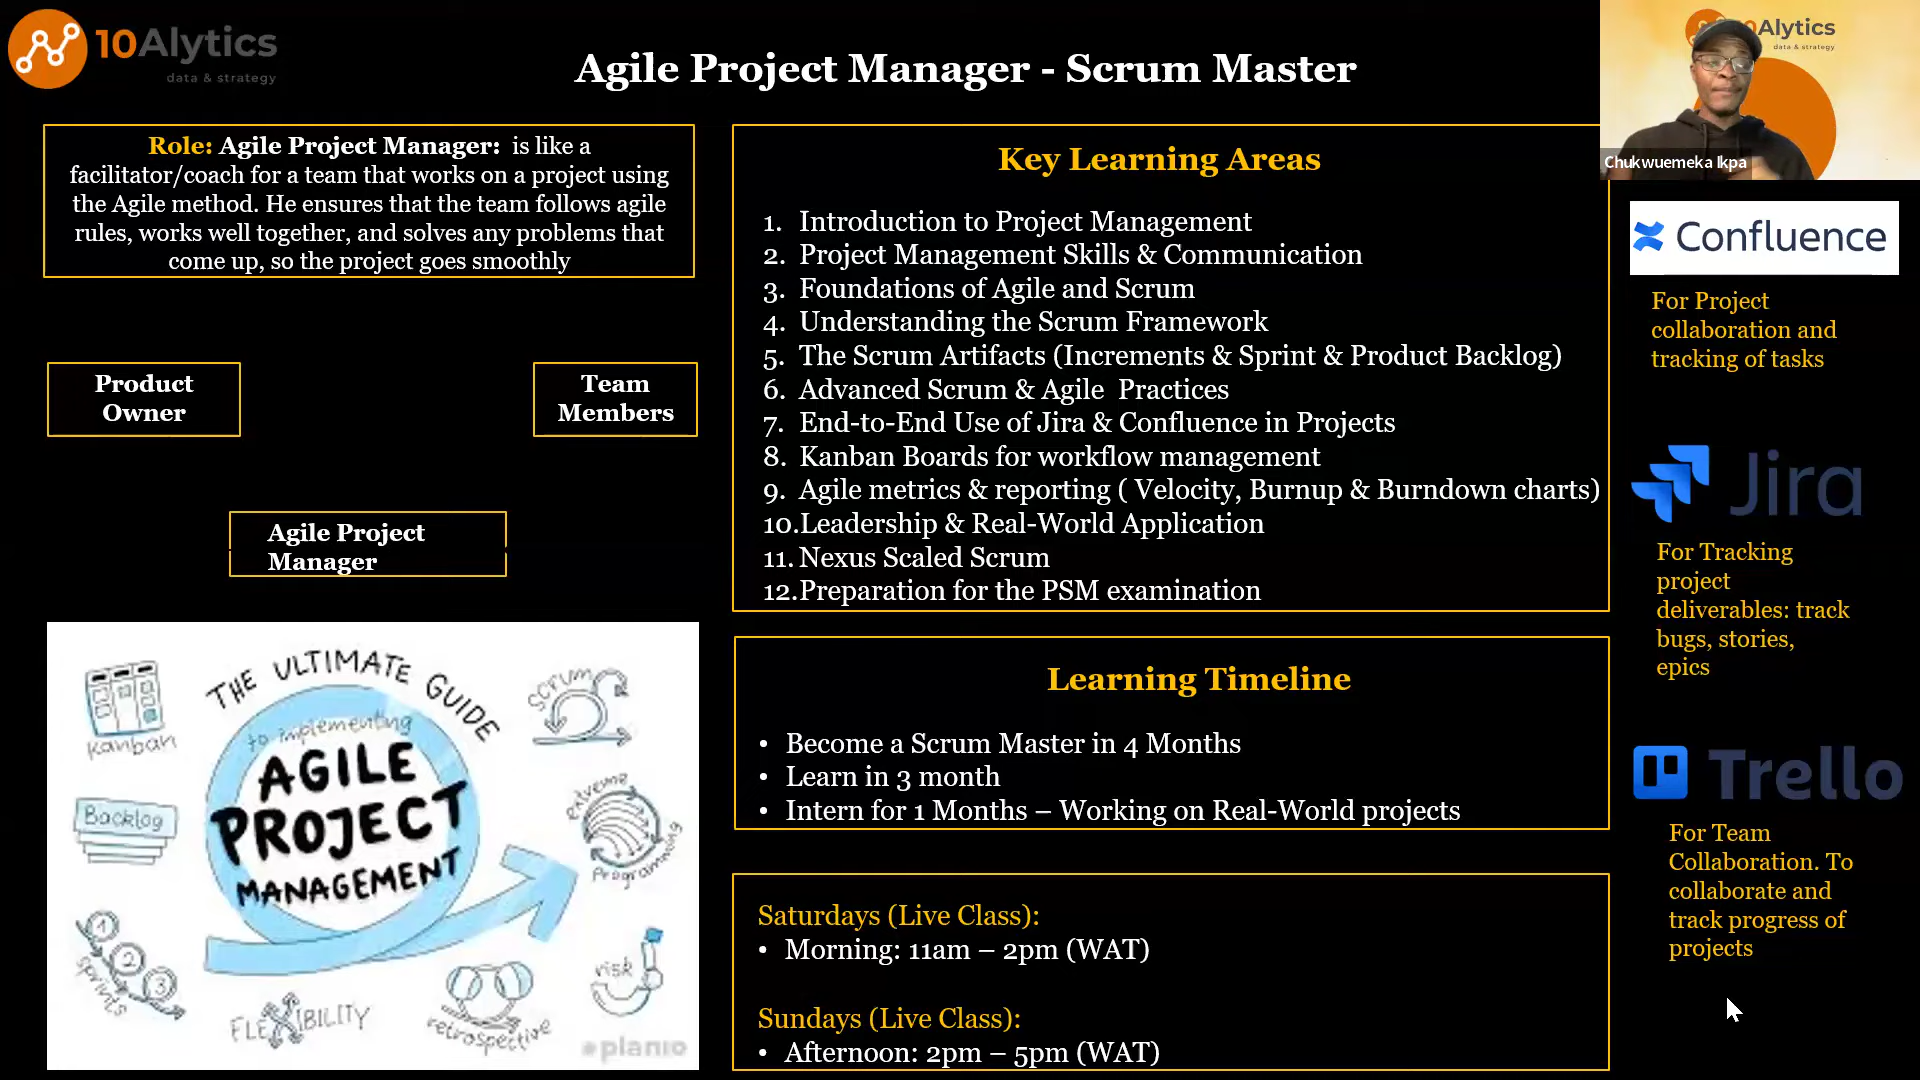 10Alytics
data & strategy
Agile Project Manager - Scrum Master
Alytics
data & strategy
Chukwuemeka Ikpa
Role: Agile Project Manager: is like a
facilitator/coach for a team that works on a project using
the Agile method. He ensures that the team follows agile
rules, works well together, and solves any problems that
come up, so the project goes smoothly
Product
Owner
Team
Members
Agile Project
Manager
THE ULTIMATE GUIDE
to implementing
AGILE
PROJECT
MANAGEMENT
Kanban
Backlog
1
2
3
sprints
FLEXIBILITY
retrospective
risk
extreme
Programming
SCRUM
planio
Key Learning Areas
1. Introduction to Project Management
2. Project Management Skills & Communication
3. Foundations of Agile and Scrum
4. Understanding the Scrum Framework
5. The Scrum Artifacts (Increments & Sprint & Product Backlog)
6. Advanced Scrum & Agile Practices
7. End-to-End Use of Jira & Confluence in Projects
8. Kanban Boards for workflow management
9. Agile metrics & reporting ( Velocity, Burnup & Burndown charts)
10.Leadership & Real-World Application
11. Nexus Scaled Scrum
12.Preparation for the PSM examination
Learning Timeline
• Become a Scrum Master in 4 Months
• Learn in 3 month
• Intern for 1 Months – Working on Real-World projects
Saturdays (Live Class):
• Morning: 11am – 2pm (WAT)
Sundays (Live Class):
• Afternoon: 2pm – 5pm (WAT)
Confluence
For Project
collaboration and
tracking of tasks
Jira
For Tracking
project
deliverables: track
bugs, stories,
epics
Trello
For Team
Collaboration. To
collaborate and
track progress of
projects